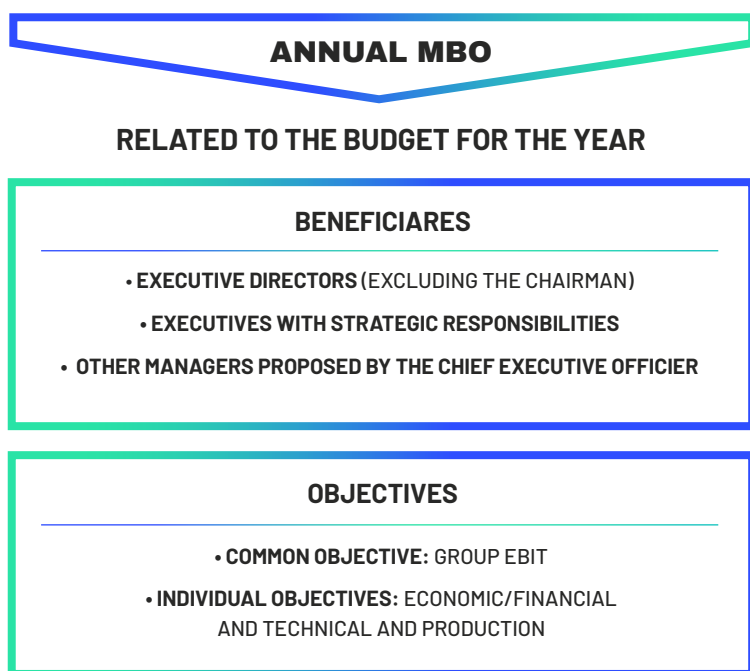 ANNUAL MBO
RELATED TO THE BUDGET FOR THE YEAR
BENEFICIARES
• EXECUTIVE DIRECTORS (EXCLUDING THE CHAIRMAN)
• EXECUTIVES WITH STRATEGIC RESPONSIBILITIES
• OTHER MANAGERS PROPOSED BY THE CHIEF EXECUTIVE OFFICIER
OBJECTIVES
• COMMON OBJECTIVE: GROUP EBIT
• INDIVIDUAL OBJECTIVES: ECONOMIC/FINANCIAL
AND TECHNICAL AND PRODUCTION